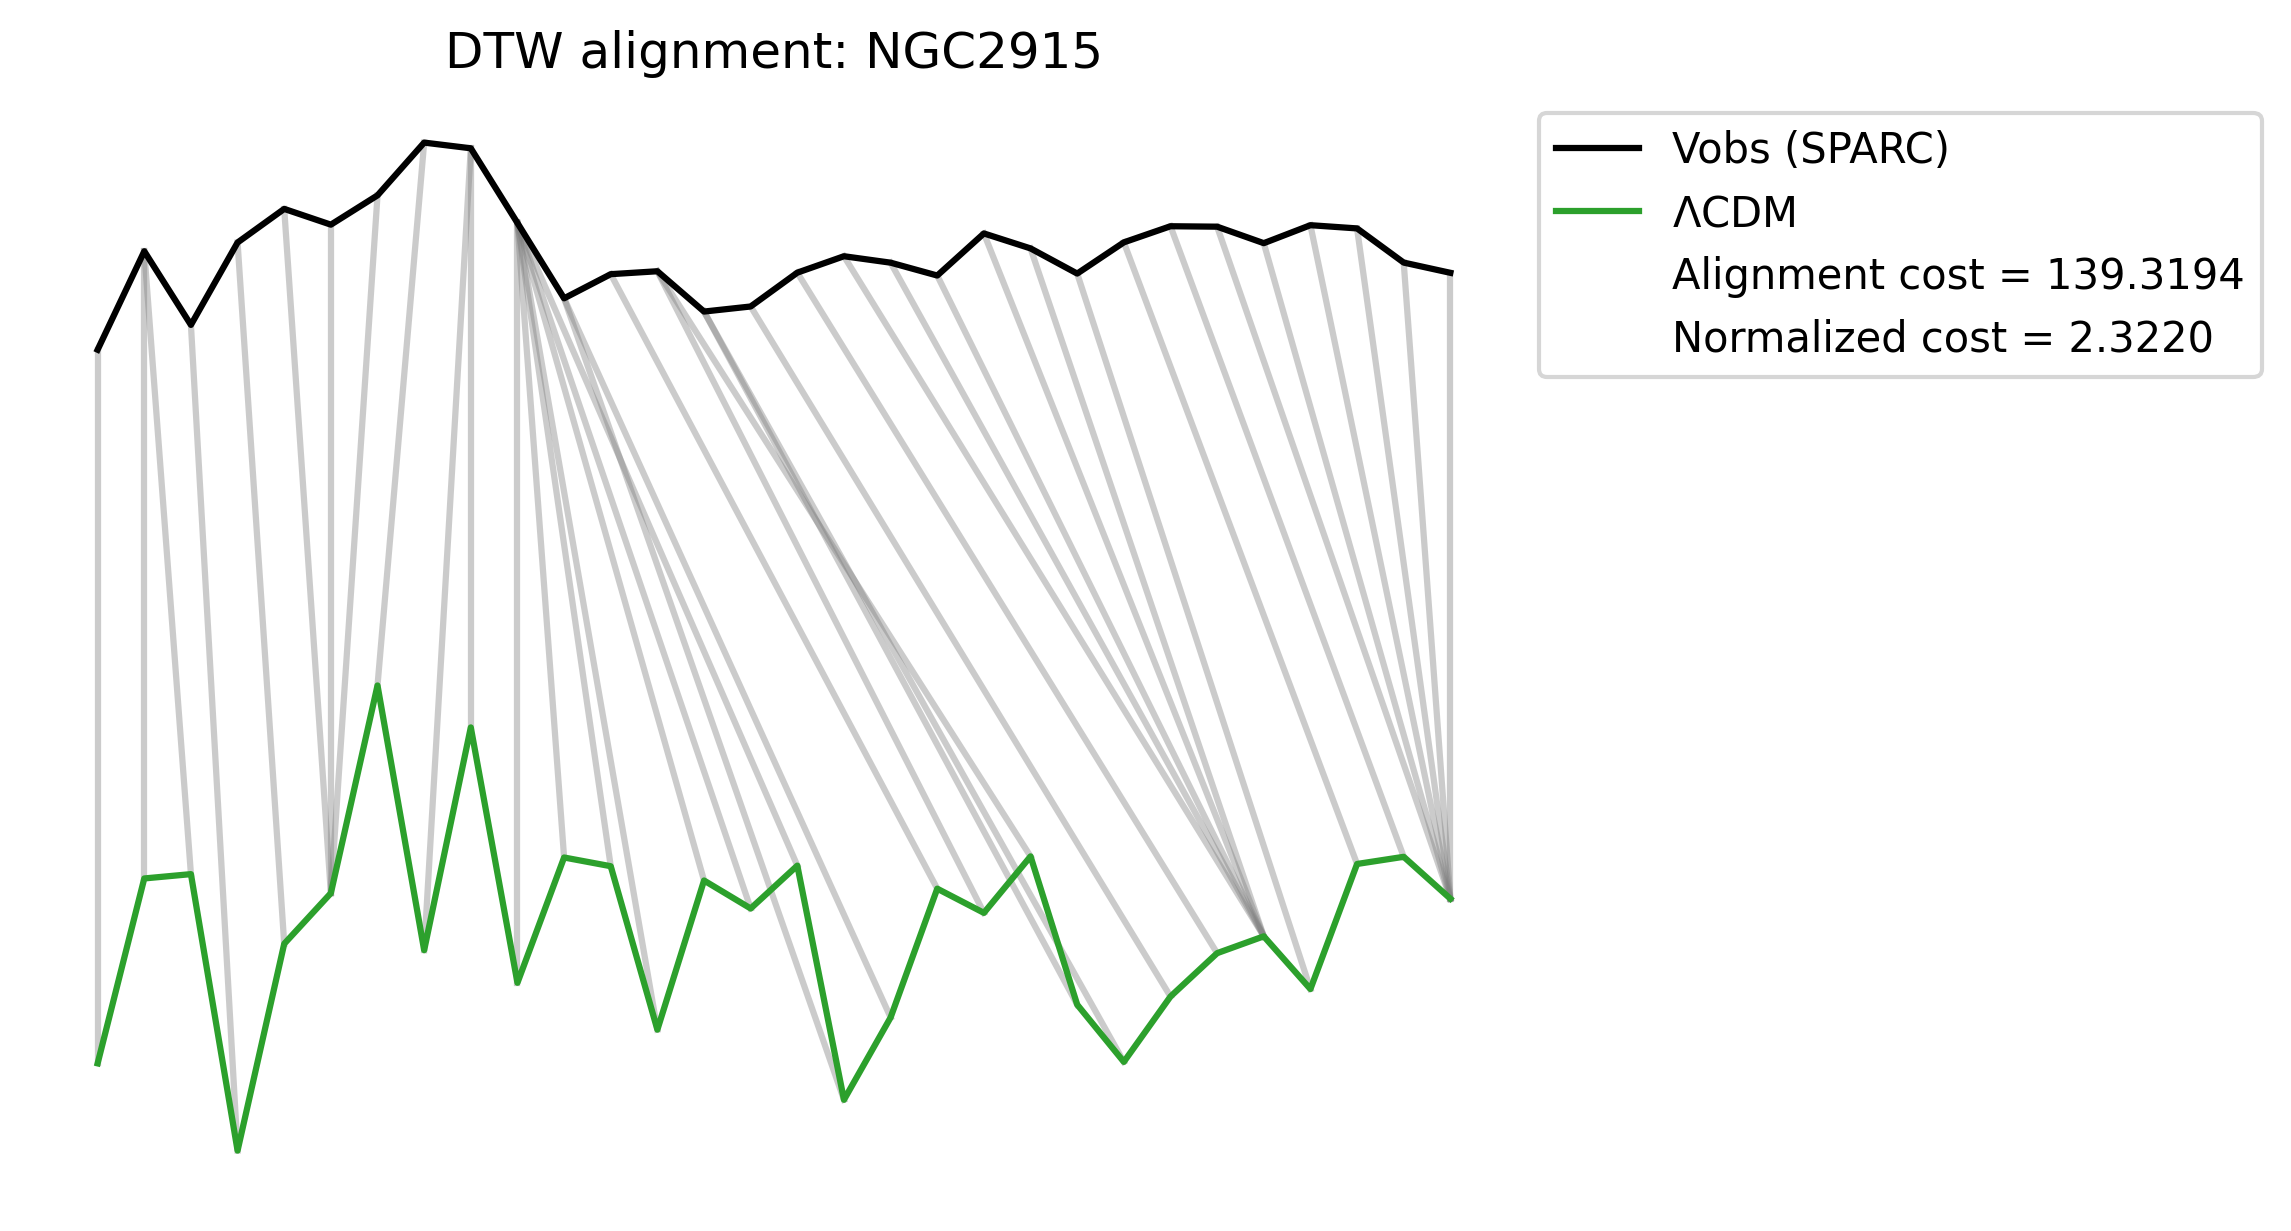 DTW alignment: NGC2915
Vobs (SPARC)
ΛCDM
Alignment cost = 139.3194
Normalized cost = 2.3220